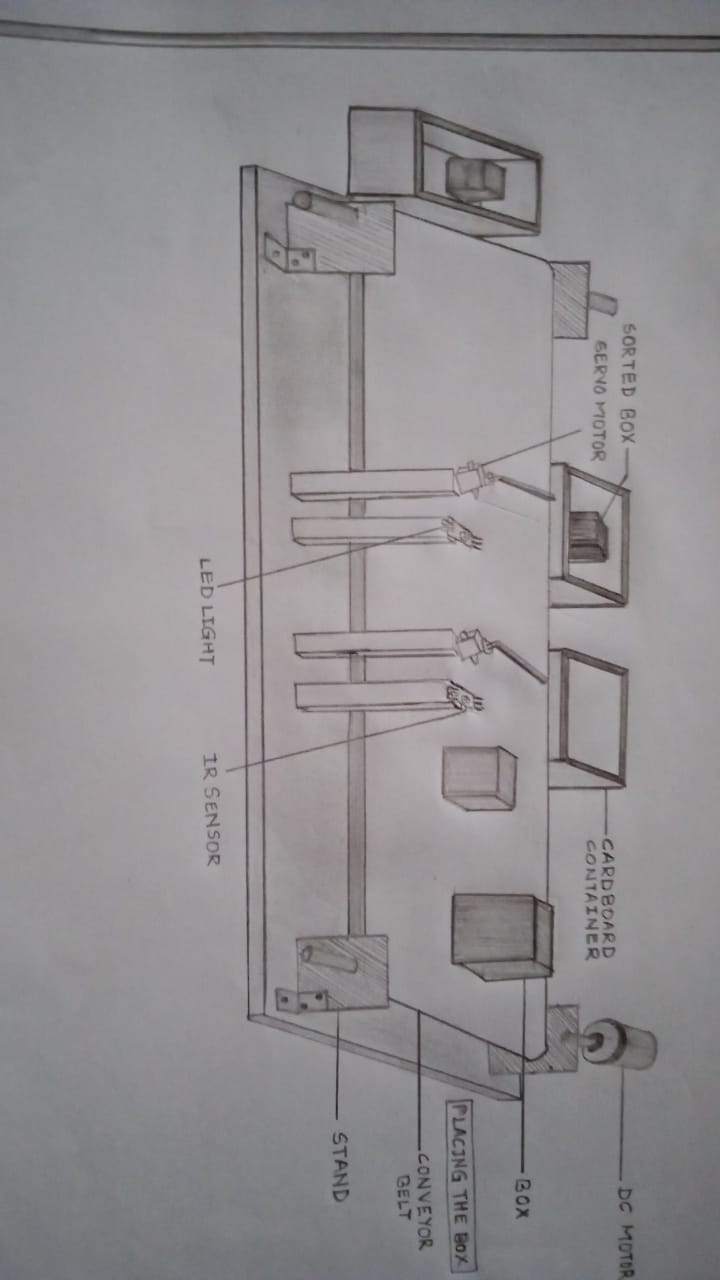 SORTED BOX
SERVO MOTOR
CARDBOARD
CONTAINER
DC MOTOR
BOX
PLACING THE BOX
CONVEYOR
BELT
STAND
LED LIGHT
IR SENSOR